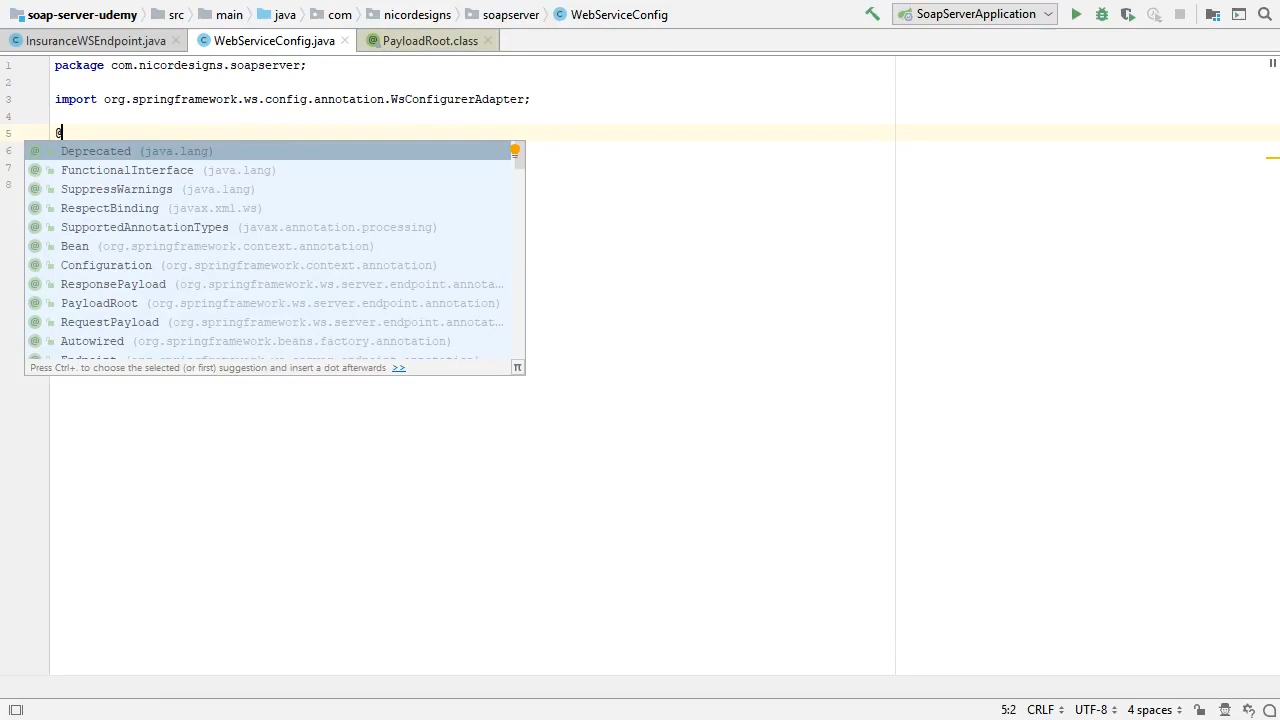 soap-server-udemy src main java com nicordesigns soapserver WebServiceConfig SoapServerApplication
InsuranceWSEndpoint.java WebServiceConfig.java PayloadRoot.class
1 package com.nicordesigns.soapserver;
2
3 import org.springframework.ws.config.annotation.WsConfigurerAdapter;
4
5 @
6 Deprecated (java.lang)
7 FunctionalInterface (java.lang)
8 SuppressWarnings (java.lang)
RespectBinding (javax.xml.ws)
SupportedAnnotationTypes (javax.annotation.processing)
Bean (org.springframework.context.annotation)
Configuration (org.springframework.context.annotation)
ResponsePayload (org.springframework.ws.server.endpoint.annota...
PayloadRoot (org.springframework.ws.server.endpoint.annotation)
RequestPayload (org.springframework.ws.server.endpoint.annotat...
Autowired (org.springframework.beans.factory.annotation)
Press Ctrl+. to choose the selected (or first) suggestion and insert a dot afterwards >> π
5:2 CRLF UTF-8 4 spaces